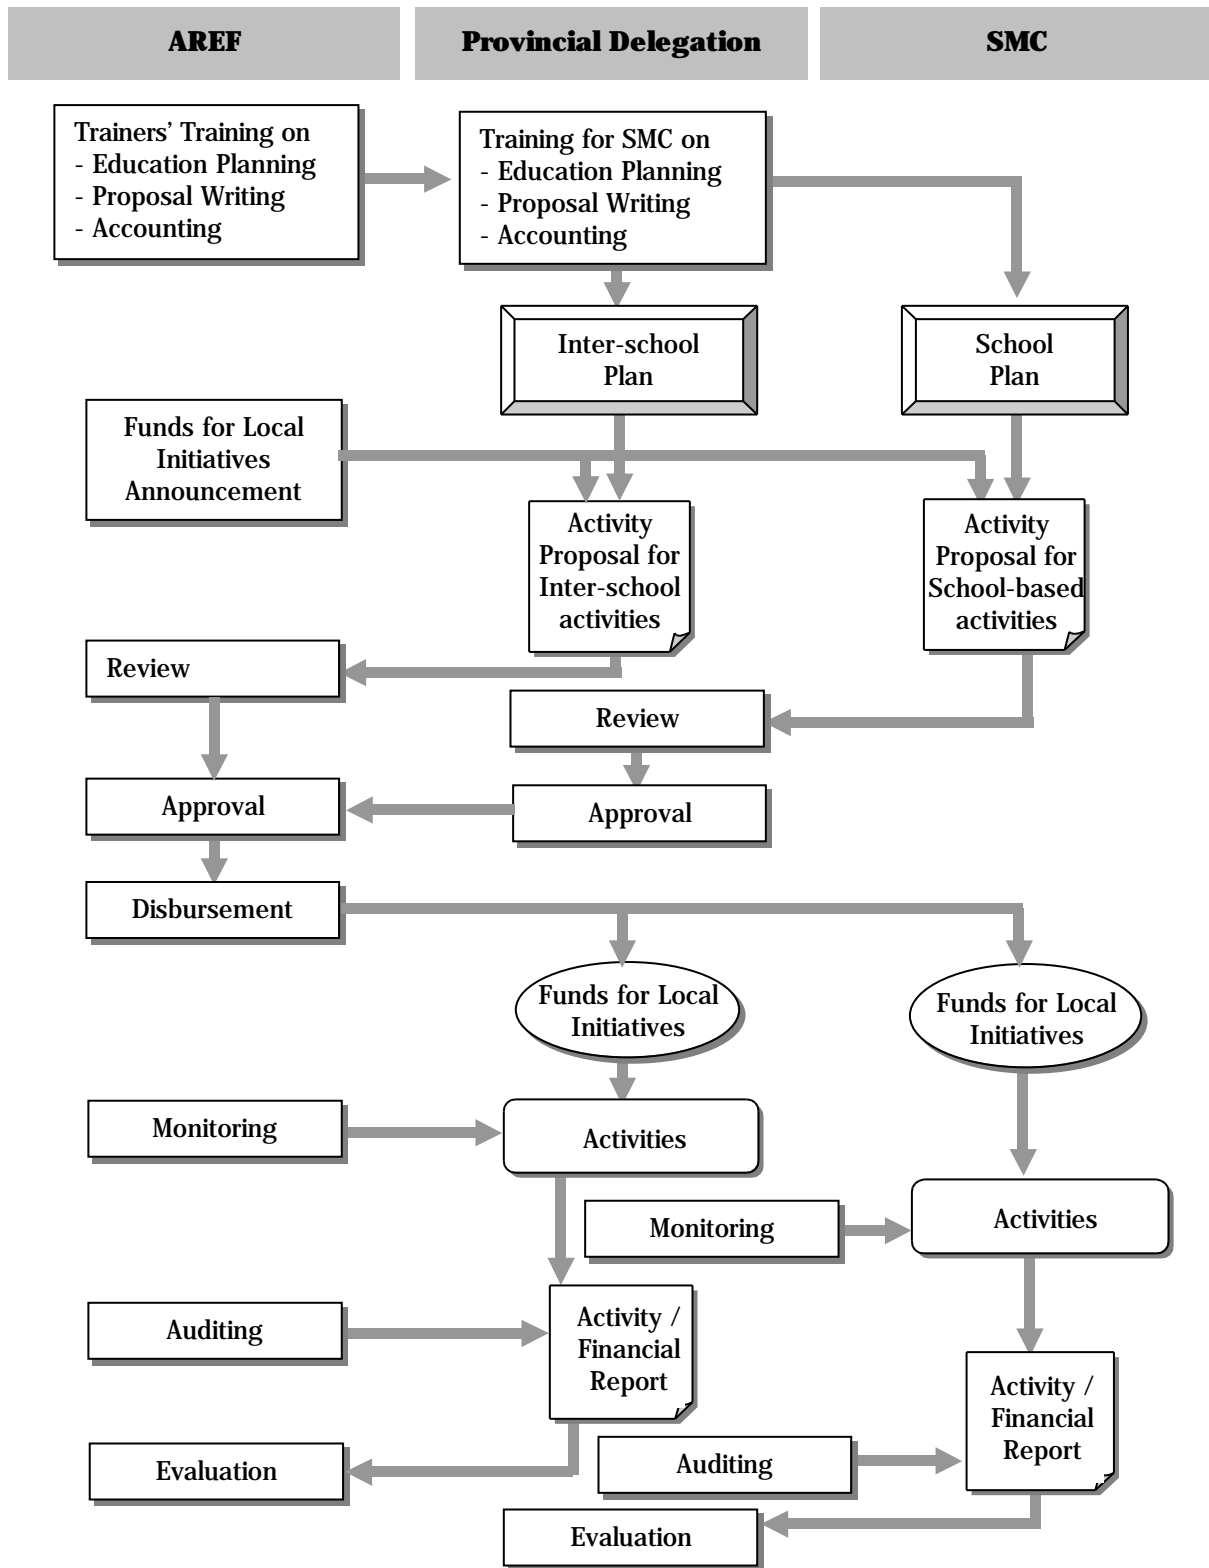 AREF
Provincial Delegation
SMC
Trainers' Training on
- Education Planning
- Proposal Writing
- Accounting
Training for SMC on
- Education Planning
- Proposal Writing
- Accounting
Inter-school
Plan
School
Plan
Funds for Local
Initiatives
Announcement
Activity
Proposal for
Inter-school
activities
Activity
Proposal for
School-based
activities
Review
Review
Approval
Approval
Disbursement
Funds for Local
Initiatives
Funds for Local
Initiatives
Monitoring
Activities
Monitoring
Activities
Auditing
Activity /
Financial
Report
Activity /
Financial
Report
Evaluation
Auditing
Evaluation